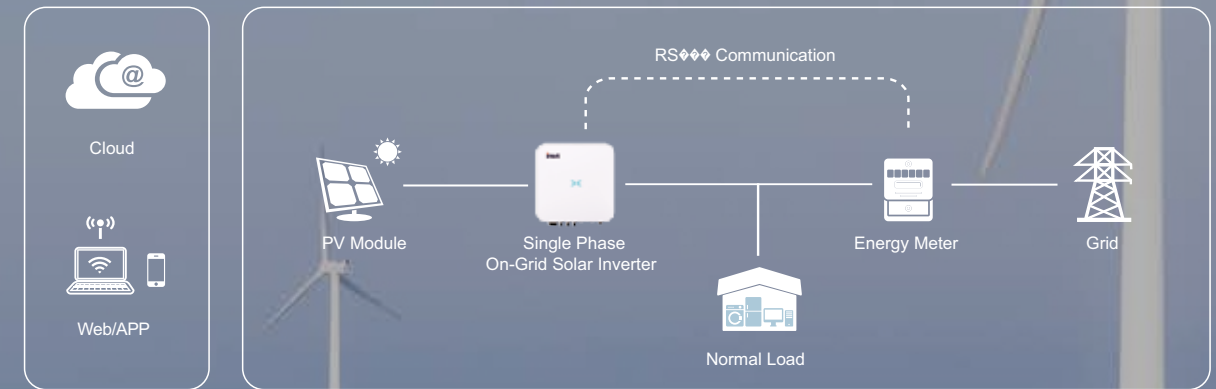 @
Cloud
Web/APP
RS��� Communication
PV Module
Single Phase
On-Grid Solar Inverter
Energy Meter
Grid
Normal Load